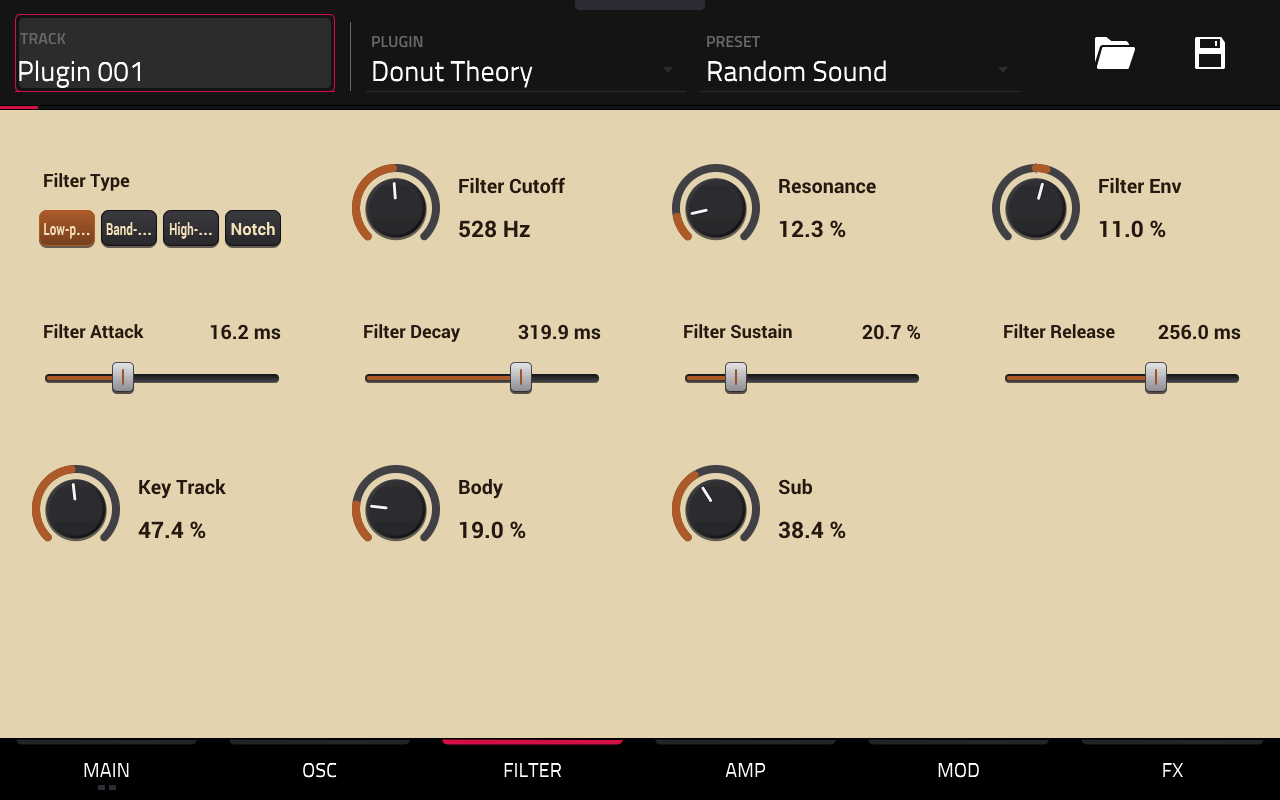 TRACK
Plugin 001
PLUGIN
Donut Theory
PRESET
Random Sound
Filter Type
Low-p... Band-... High-... Notch
Filter Cutoff
528 Hz
Resonance
12.3 %
Filter Env
11.0 %
Filter Attack 16.2 ms
Filter Decay 319.9 ms
Filter Sustain 20.7 %
Filter Release 256.0 ms
Key Track
47.4 %
Body
19.0 %
Sub
38.4 %
MAIN OSC FILTER AMP MOD FX